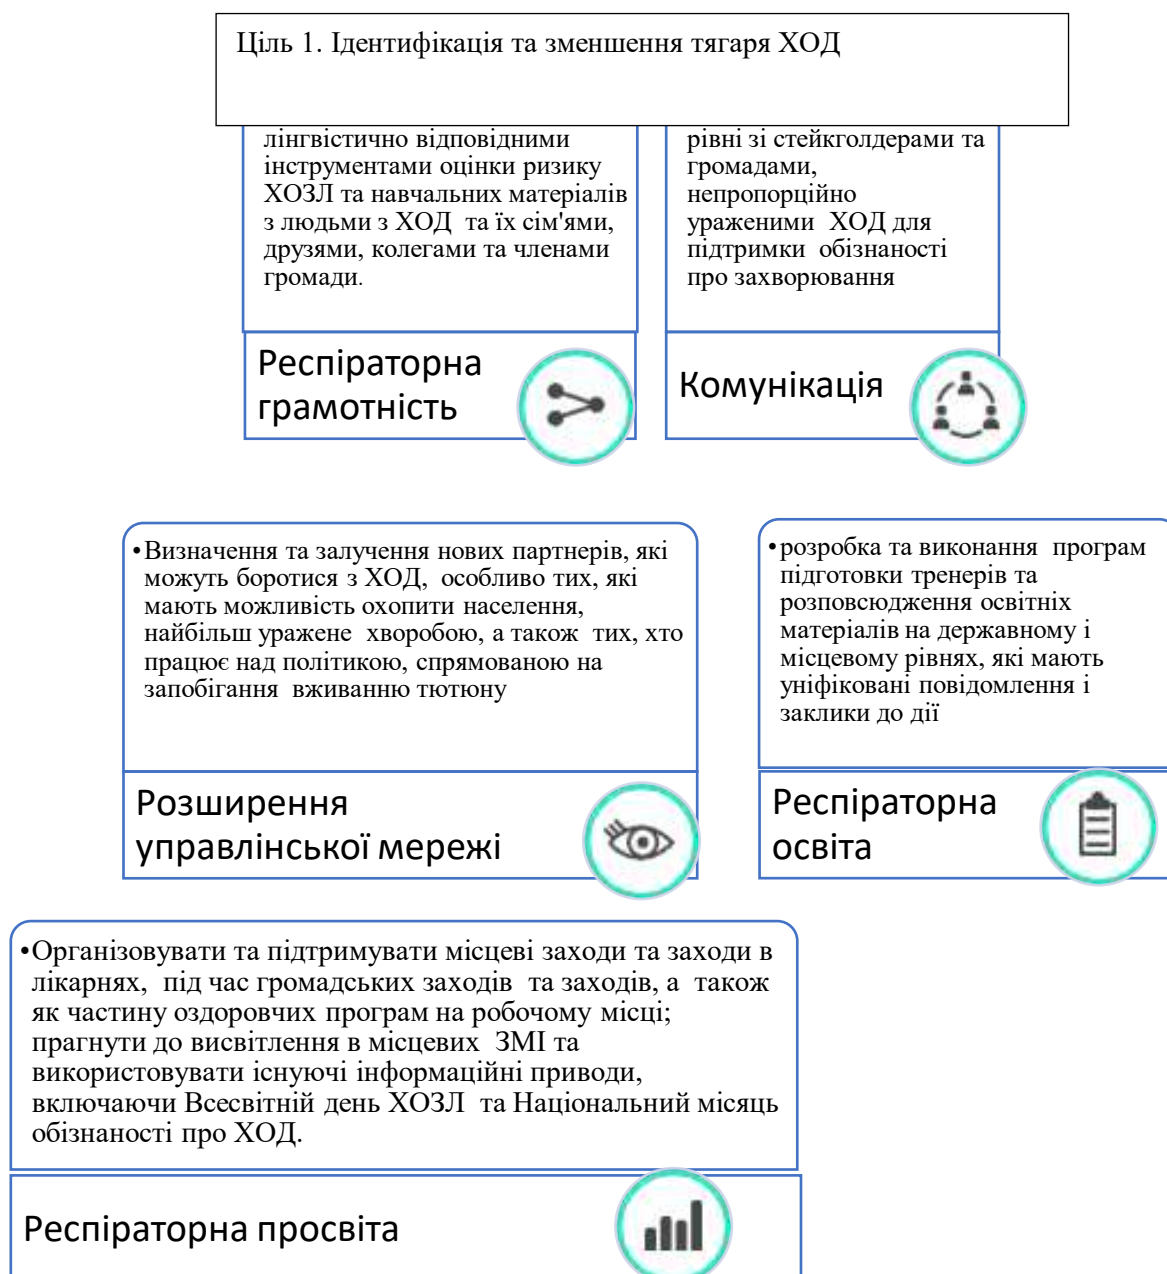 Ціль 1. Ідентифікація та зменшення тягаря ХОД
лінгвістично відповідними
інструментами оцінки ризику
ХОЗЛ та навчальних матеріалів
з людьми з ХОД та їх сім'ями,
друзями, колегами та членами
громади.
Респіраторна
грамотність
рівні зі стейкголдерами та
громадами,
непропорційно
ураженими ХОД для
підтримки обізнаності
про захворювання
Комунікація
•Визначення та залучення нових партнерів, які
можуть боротися з ХОД, особливо тих, які
мають можливість охопити населення,
найбільш уражене хворобою, а також тих, хто
працює над політикою, спрямованою на
запобігання вживанню тютюну
Розширення
управлінської мережі
•розробка та виконання програм
підготовки тренерів та
розповсюдження освітніх
матеріалів на державному і
місцевому рівнях, які мають
уніфіковані повідомлення і
заклики до дії
Респіраторна
освіта
•Організовувати та підтримувати місцеві заходи та заходи в
лікарнях, під час громадських заходів та заходів, а також
як частину оздоровчих програм на робочому місці;
прагнути до висвітлення в місцевих ЗМІ та
використовувати існуючі інформаційні приводи,
включаючи Всесвітній день ХОЗЛ та Національний місяць
обізнаності про ХОД.
Респіраторна просвіта